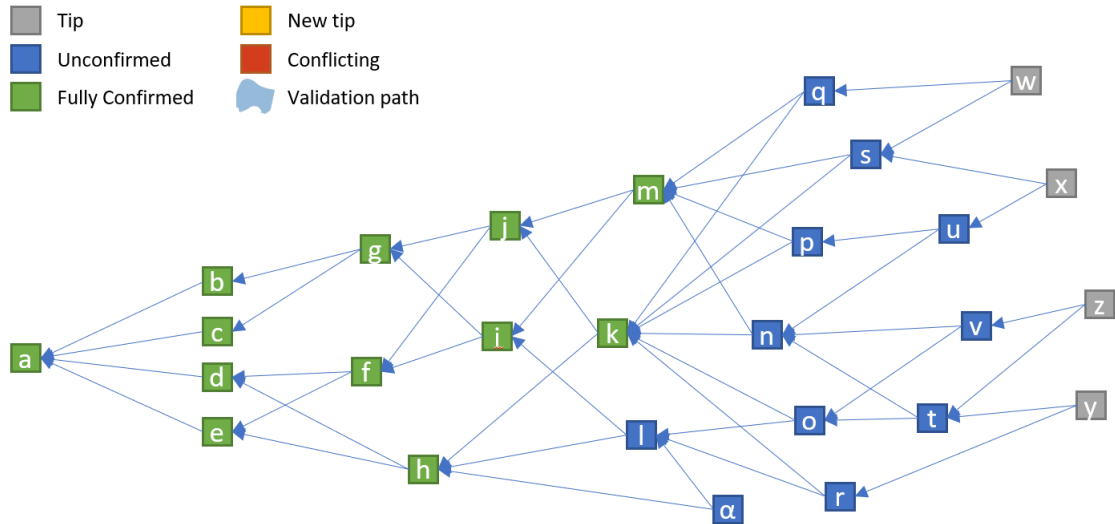 Tip
New tip
Unconfirmed
Conflicting
Fully Confirmed
Validation path
q
w
s
m
x
j
p
u
g
b
c
i
k
n
v
z
a
d
f
e
l
o
t
y
h
r
α